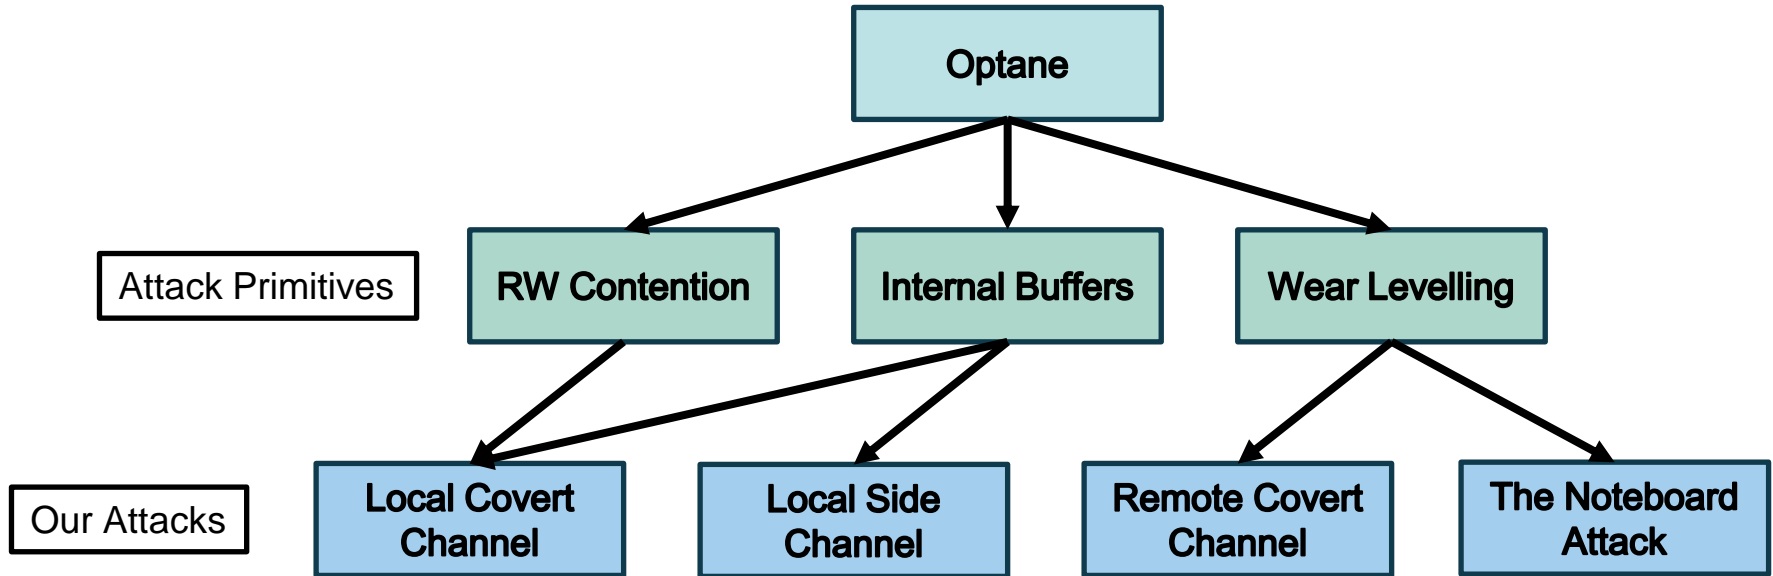 Optane
Attack Primitives
RW Contention
Internal Buffers
Wear Levelling
Our Attacks
Local Covert
Channel
Local Side
Channel
Remote Covert
Channel
The Noteboard
Attack